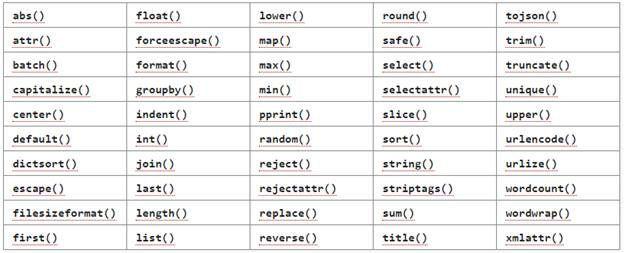 abs() float() lower() round() tojson()
attr() forceescape() map() safe() trim()
batch() format() max() select() truncate()
capitalize() groupby() min() selectattr() unique()
center() indent() pprint() slice() upper()
default() int() random() sort() urlencode()
dictsort() join() reject() string() urlize()
escape() last() rejectattr() striptags() wordcount()
filesizeformat() length() replace() sum() wordwrap()
first() list() reverse() title() xmlattr()